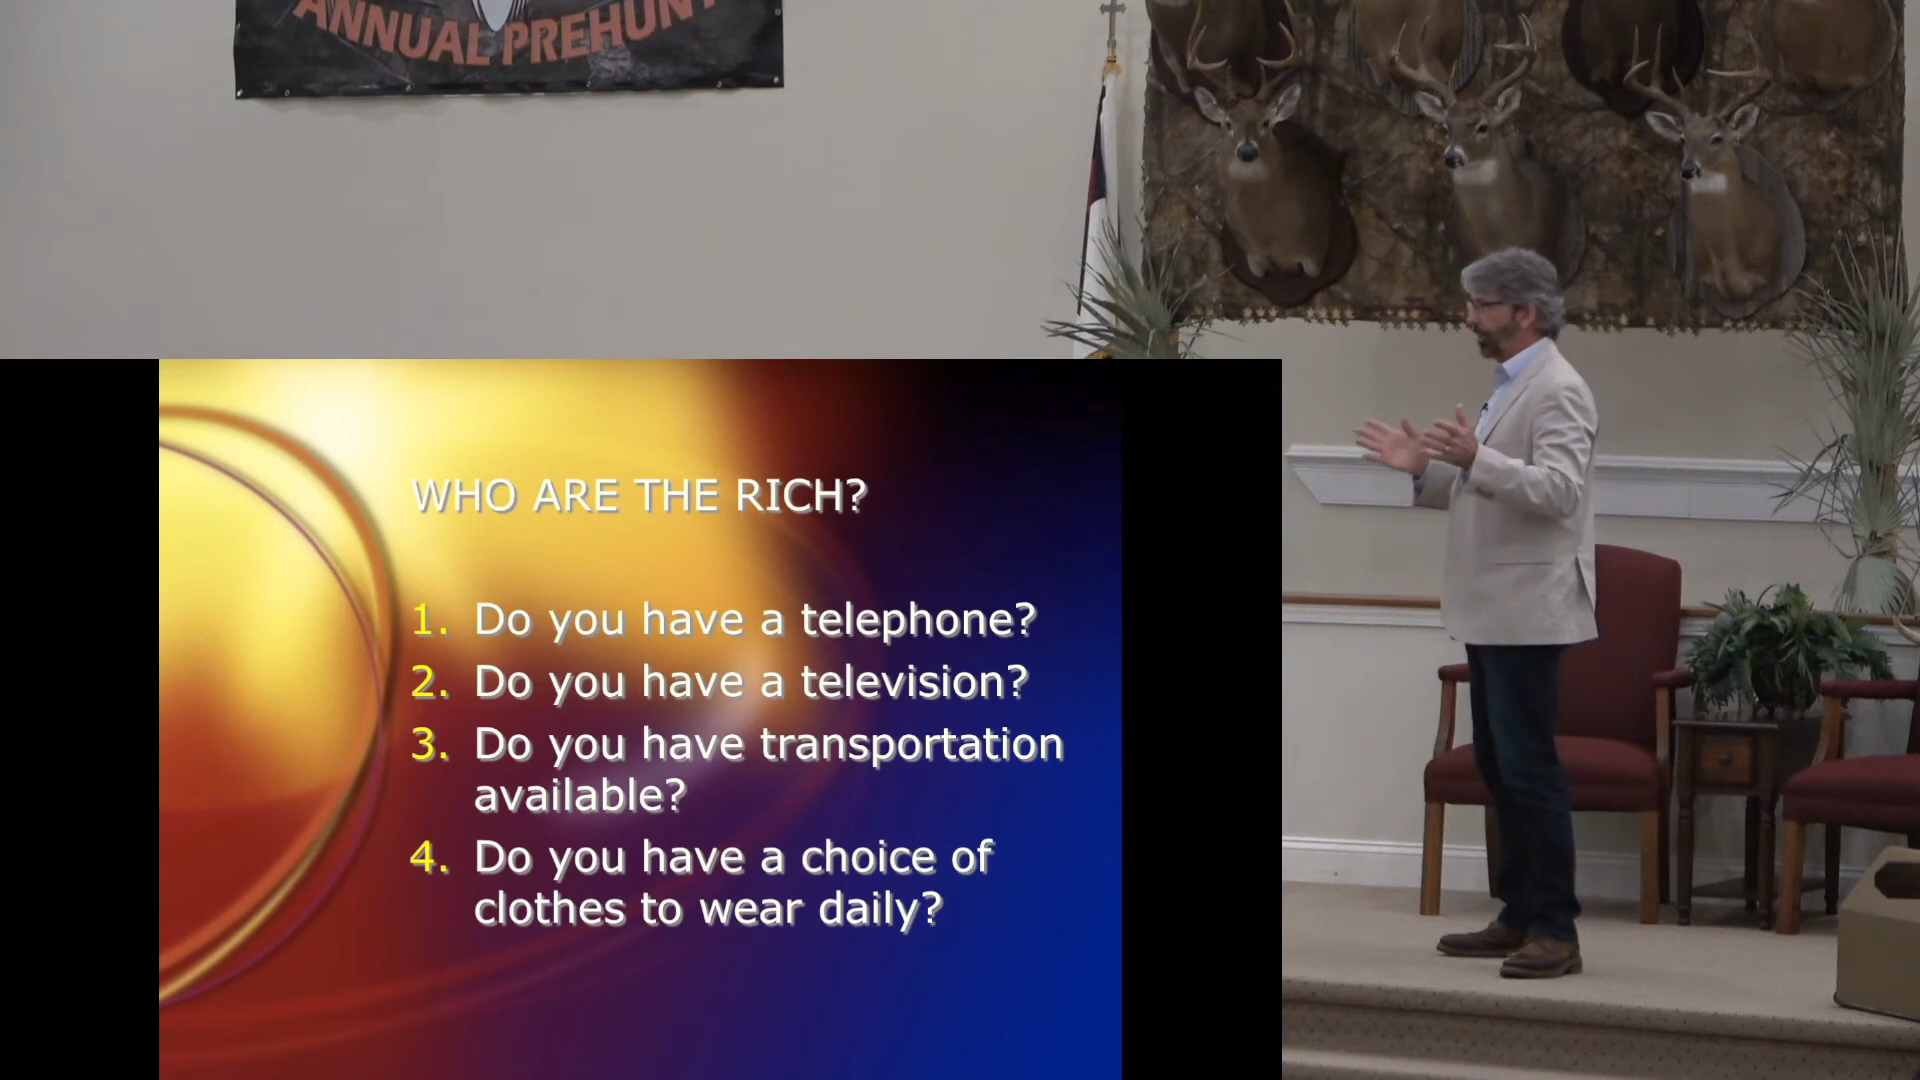 ANNUAL PREHUNT
WHO ARE THE RICH?
1. Do you have a telephone?
2. Do you have a television?
3. Do you have transportation
available?
4. Do you have a choice of
clothes to wear daily?